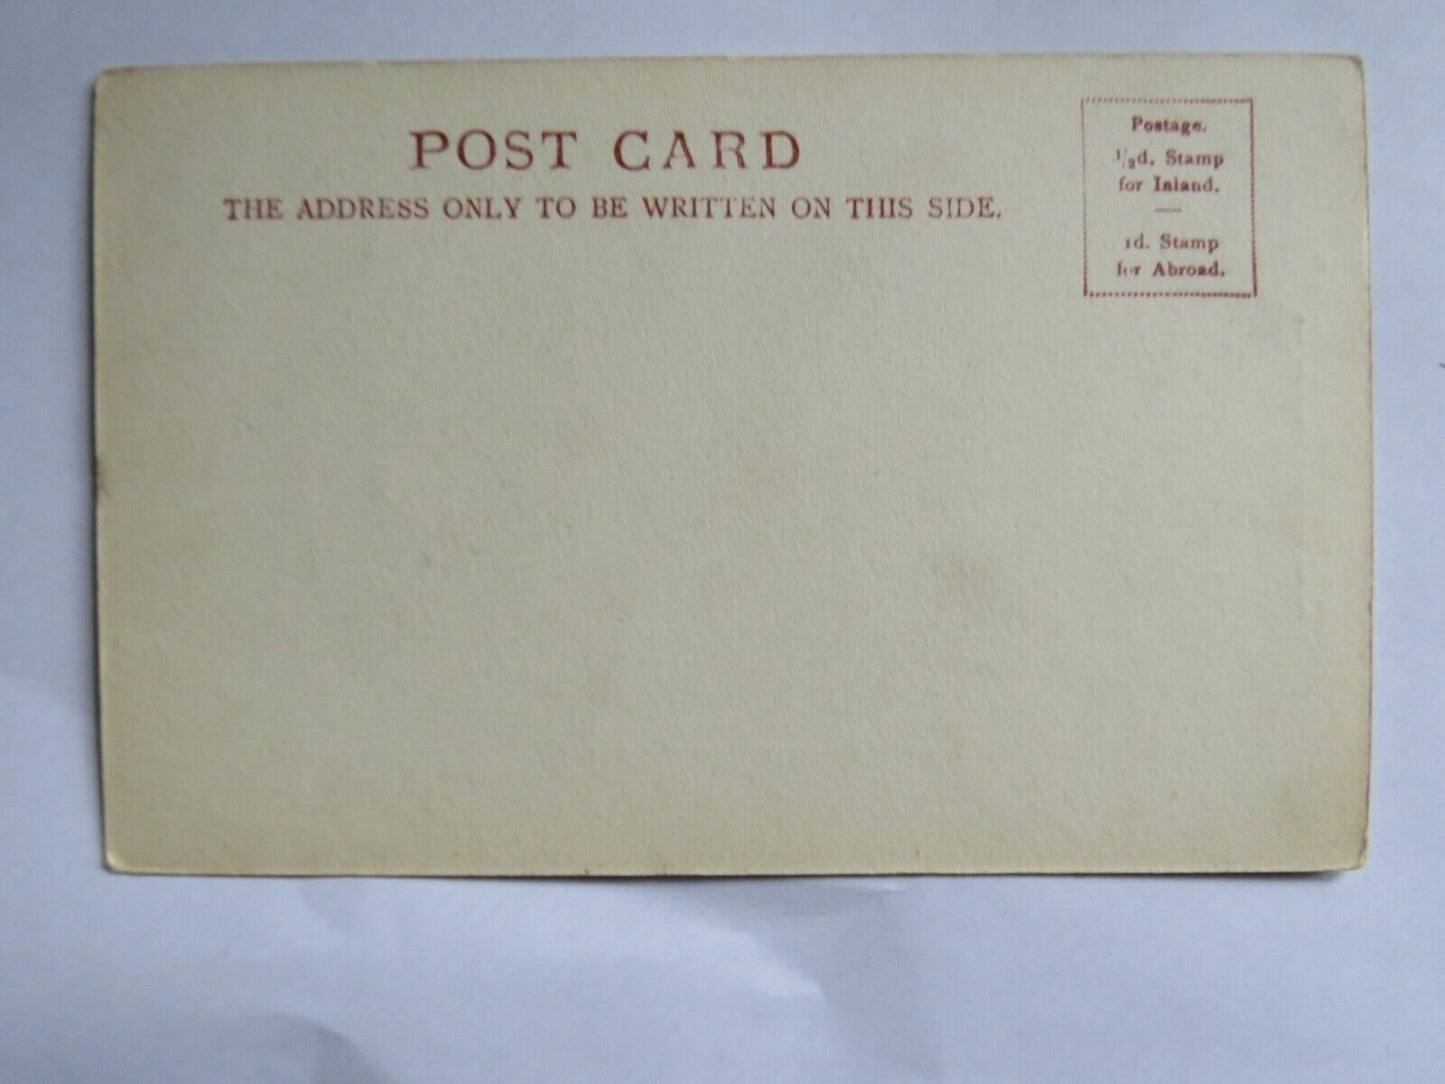 POST CARD
THE ADDRESS ONLY TO BE WRITTEN ON THIS SIDE.
Postage.
½d. Stamp
for Inland.
—
1d. Stamp
for Abroad.